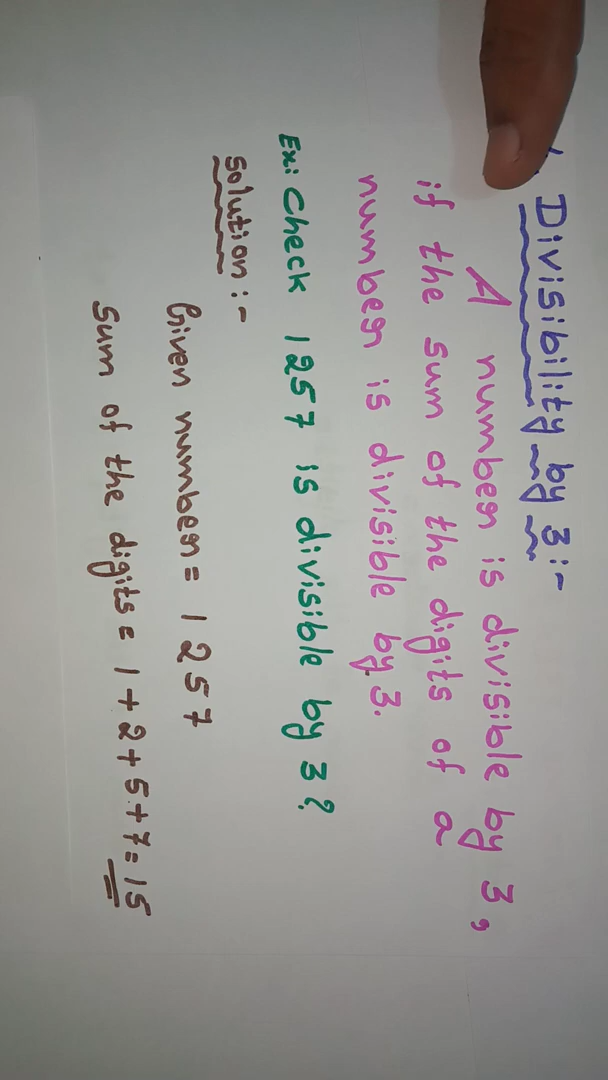 Divisibility by 3:-
A number is divisible by 3,
if the sum of the digits of a
number is divisible by 3.
Ex: Check 1257 is divisible by 3?
Solution:-
Given number = 1257
Sum of the digits = 1+2+5+7=15